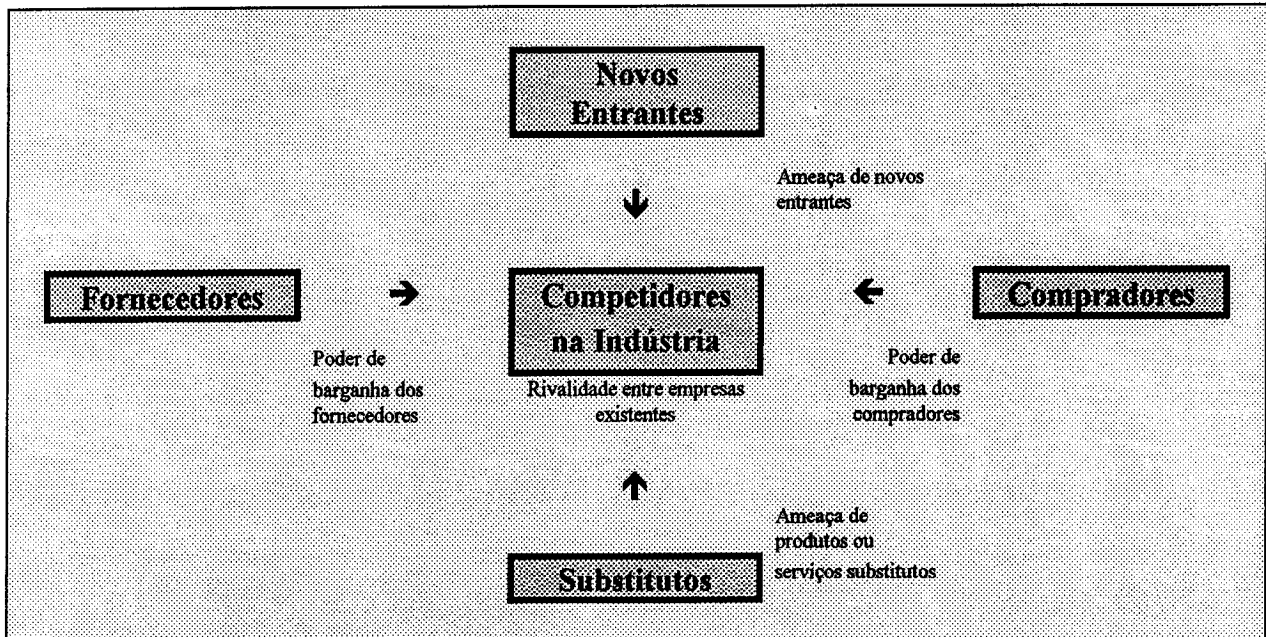 Novos
Entrantes
Ameaça de novos
entrantes
Fornecedores
Competidores
na Indústria
Compradores
Poder de
barganha dos
fornecedores
Rivalidade entre empresas
existentes
Poder de
barganha dos
compradores
Ameaça de
produtos ou
serviços substitutos
Substitutos